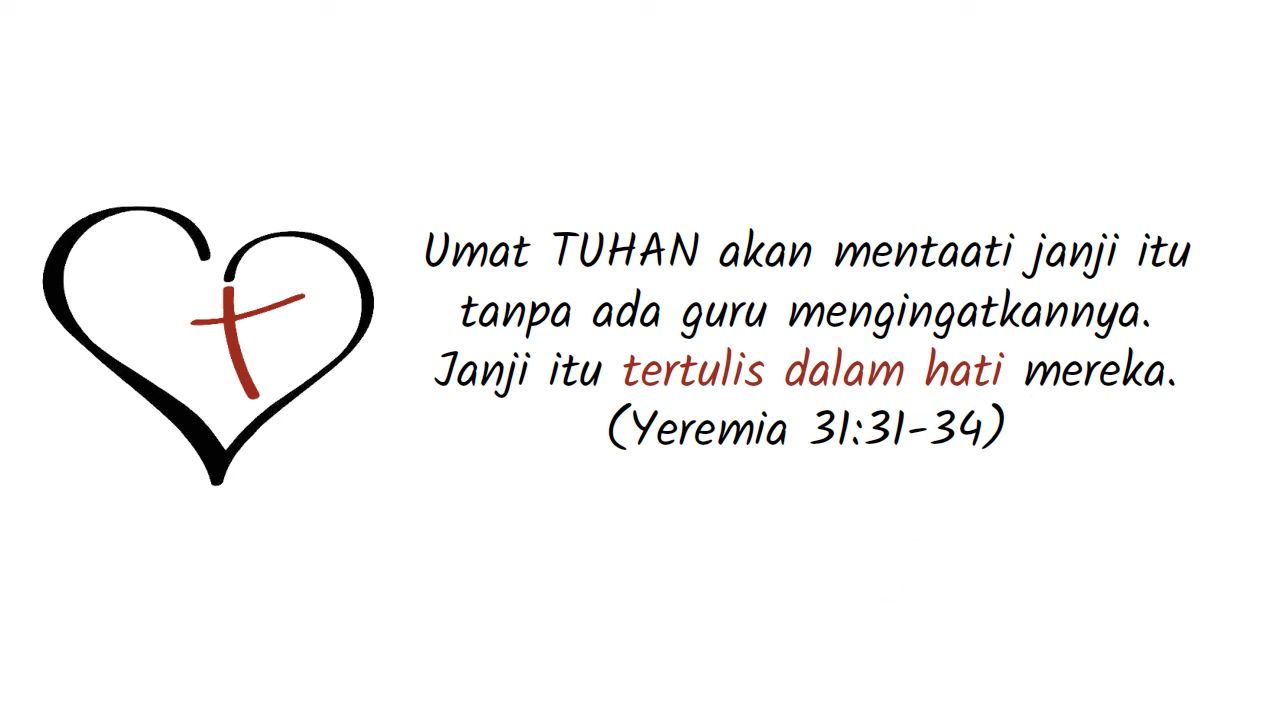 Umat TUHAN akan mentaati janji itu
tanpa ada guru mengingatkannya.
Janji itu tertulis dalam hati mereka.
(Yeremia 31:31-34)